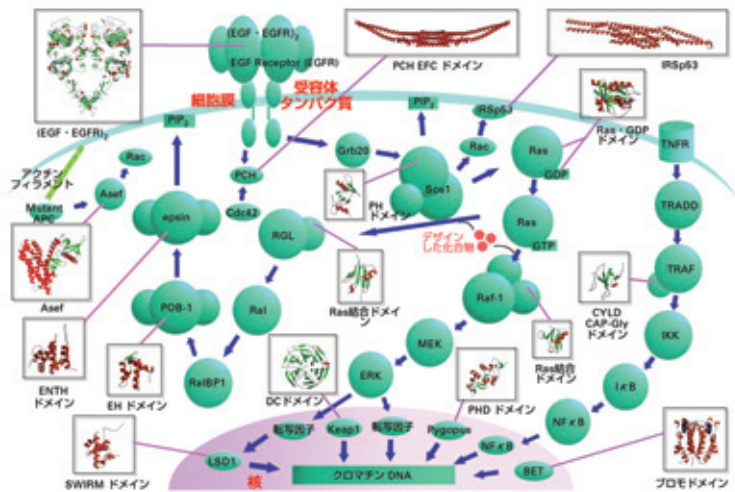 (EGF・EGFR)₂
EGF Receptor (EGFR)
PCH EFC ドメイン
IRSp53
細胞膜
受容体
タンパク質
(EGF・EGFR)₂
PIP₂
PIP₂
IRSp53
Ras・GDP
ドメイン
アクチン
フィラメント
Rac
Grb20
Rac
Ras
GDP
TNFR
Mutant
APC
Asef
PCH
PH
ドメイン
Sos1
TRADD
epsin
Cdc42
RGL
Ras
GTP
デザイン
した化合物
Asef
Ras結合ドメイ
ン
CYLD
CAP-Gly
ドメイン
TRAF
POB-1
Ral
Raf-1
ENTH
ドメイン
EH ドメイン
RalBP1
MEK
Ras結合
ドメイン
IKK
DCドメイン
ERK
PHD ドメイン
IκB
転写因子
Keap1
転写因子
Pygopus
NFκB
NFκB
SWIRM ドメイン
LSD1
核
クロマチン DNA
BET
ブロモドメイン